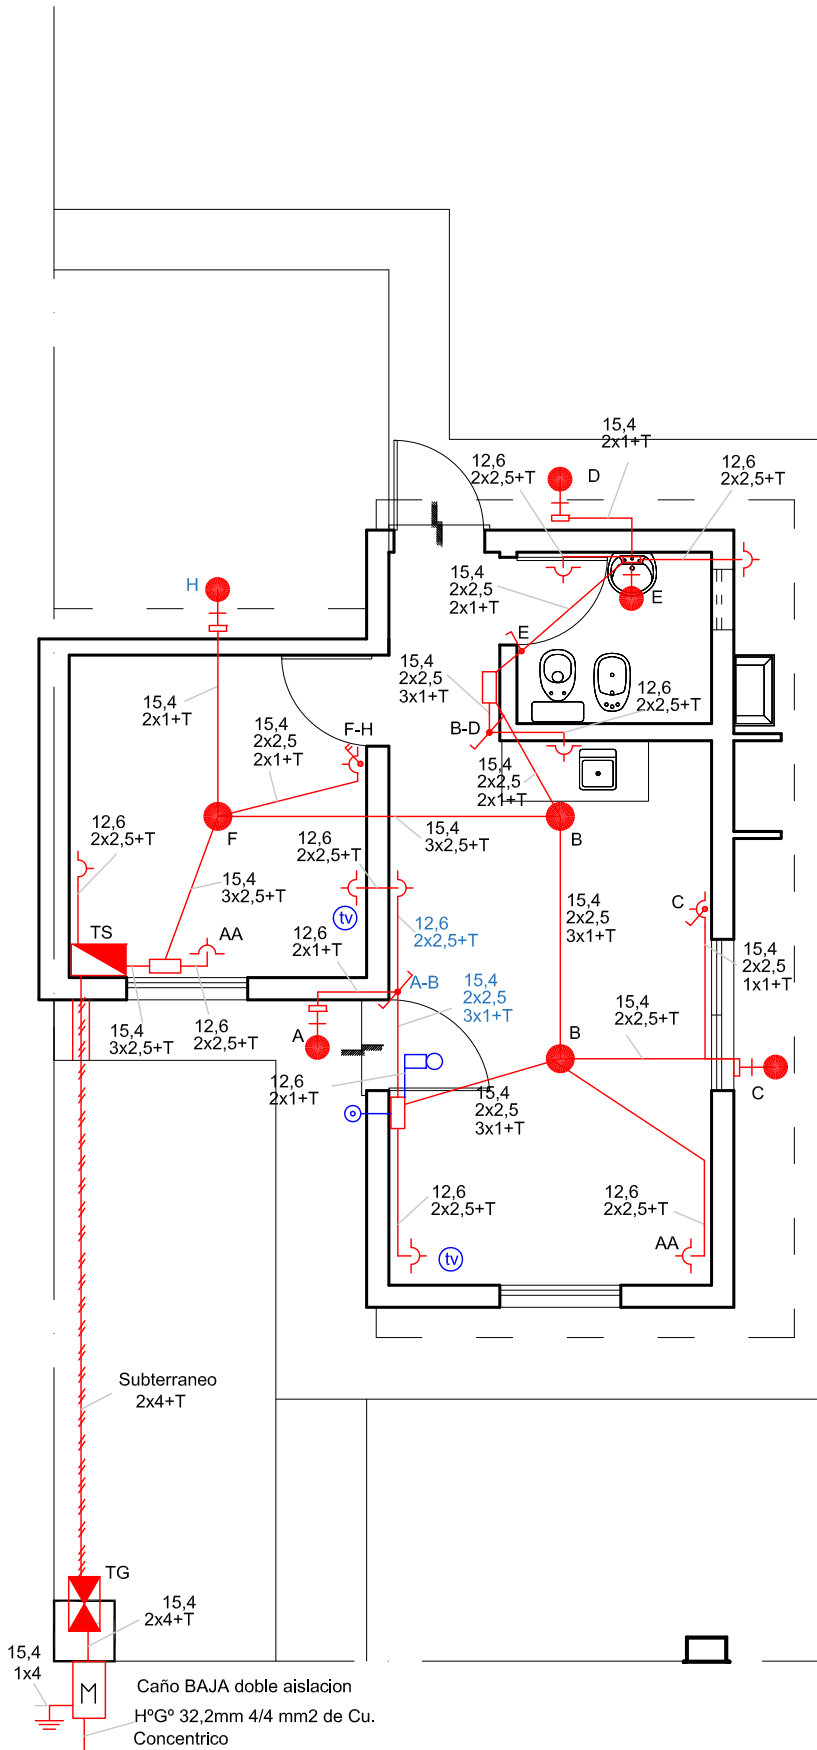 15,4
2x1+T
D
12,6
2x2,5+T
12,6
2x2,5+T
15,4
2x2,5
2x1+T
H
E
E
15,4
2x2,5
3x1+T
12,6
2x2,5+T
15,4
2x1+T
15,4
2x2,5
2x1+T
F-H
B-D
15,4
2x2,5
2x1+T
12,6
2x2,5+T
F
12,6
2x2,5+T
15,4
3x2,5+T
B
15,4
3x2,5+T
tv
12,6
2x2,5+T
15,4
2x2,5
3x1+T
C
TS
AA
12,6
2x1+T
15,4
2x2,5
1x1+T
A-B
15,4
2x2,5
3x1+T
15,4
3x2,5+T
12,6
2x2,5+T
A
B
15,4
2x2,5+T
12,6
2x1+T
15,4
2x2,5
3x1+T
C
12,6
2x2,5+T
12,6
2x2,5+T
AA
tv
Subterraneo
2x4+T
TG
15,4
2x4+T
15,4
1x4
M
Caño BAJA doble aislacion
HºGº 32,2mm 4/4 mm2 de Cu.
Concentrico